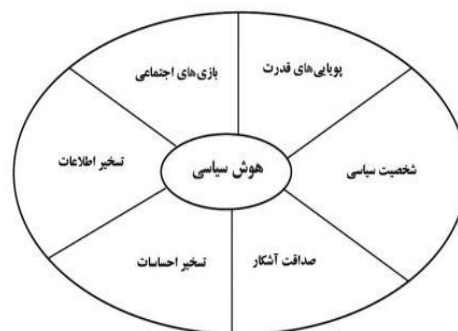 پویایی‌های قدرت
بازی‌های اجتماعی
شخصیت سیاسی
هوش سیاسی
تسخیر اطلاعات
صداقت آشکار
تسخیر احساسات